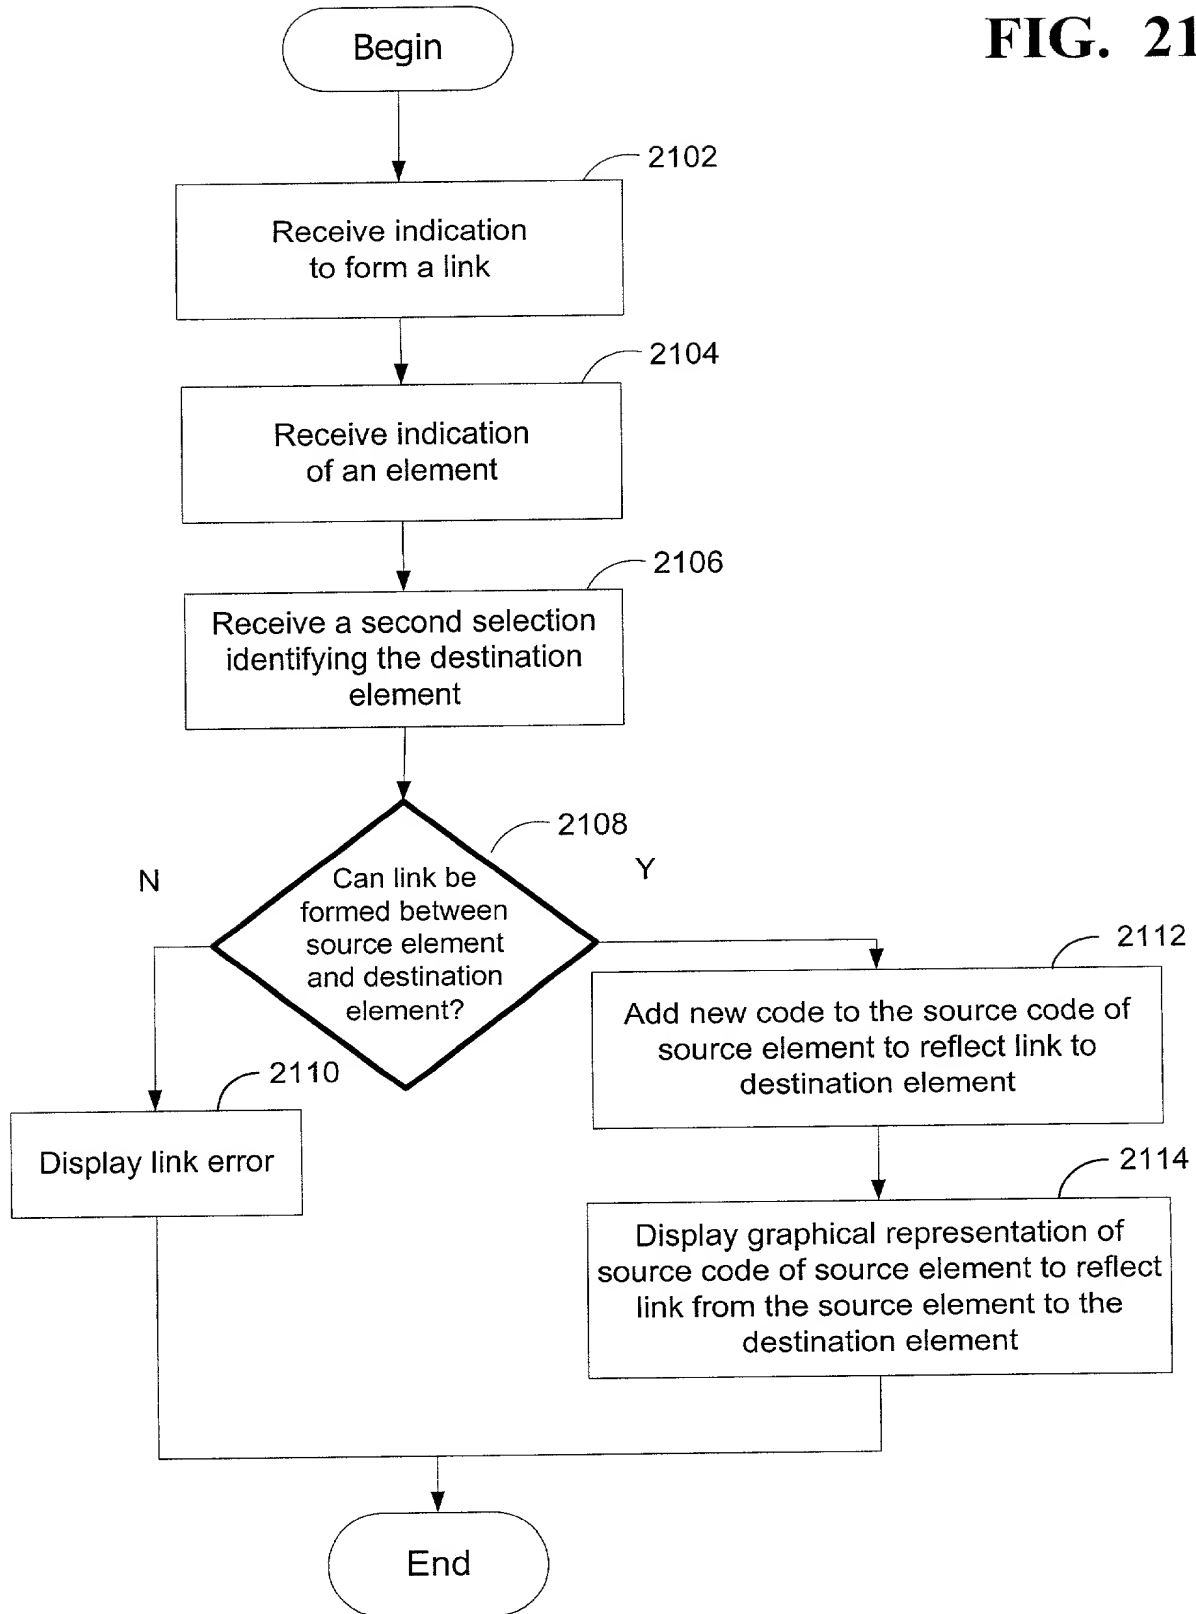 FIG. 21
Begin
2102
Receive indication
to form a link
2104
Receive indication
of an element
2106
Receive a second selection
identifying the destination
element
2108
N
Y
Can link be
formed between
source element
and destination
element?
2112
Add new code to the source code of
source element to reflect link to
destination element
2110
Display link error
2114
Display graphical representation of
source code of source element to reflect
link from the source element to the
destination element
End